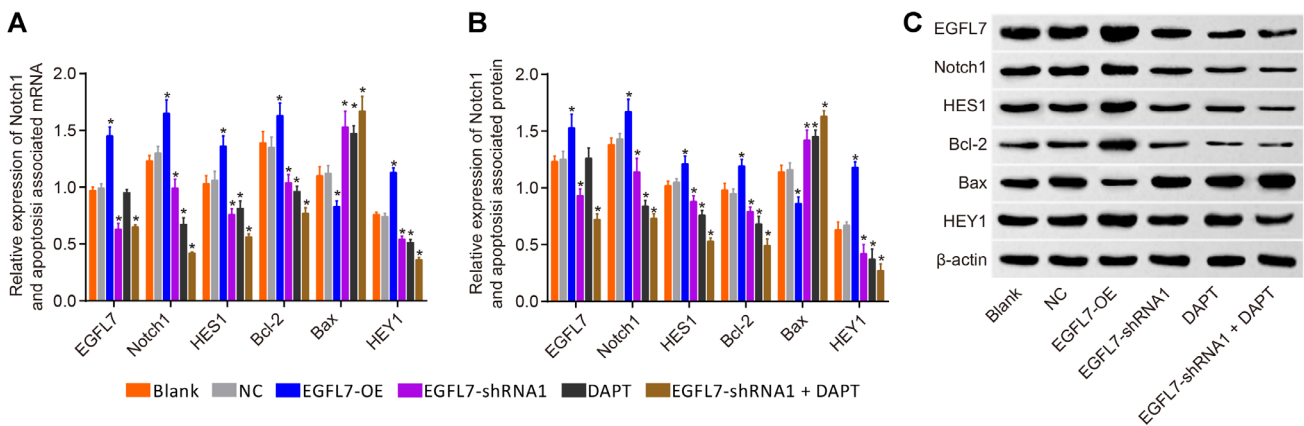 A
Relative expression of Notch1
and apoptosisi associated mRNA
2.0
1.5
1.0
0.5
0.0
* * * * * * * * * * * * * * * * * * * * * * *
EGFL7
Notch1
HES1
Bcl-2
Bax
HEY1
B
Relative expression of Notch1
and apoptosis associated protein
2.0
1.5
1.0
0.5
0.0
* * * * * * * * * * * * * * * * * * * * * * *
EGFL7
Notch1
HES1
Bcl-2
Bax
HEY1
Blank
NC
EGFL7-OE
EGFL7-shRNA1
DAPT
EGFL7-shRNA1 + DAPT
C
EGFL7
Notch1
HES1
Bcl-2
Bax
HEY1
β-actin
Blank
NC
EGFL7-OE
EGFL7-shRNA1
DAPT
EGFL7-shRNA1 + DAPT